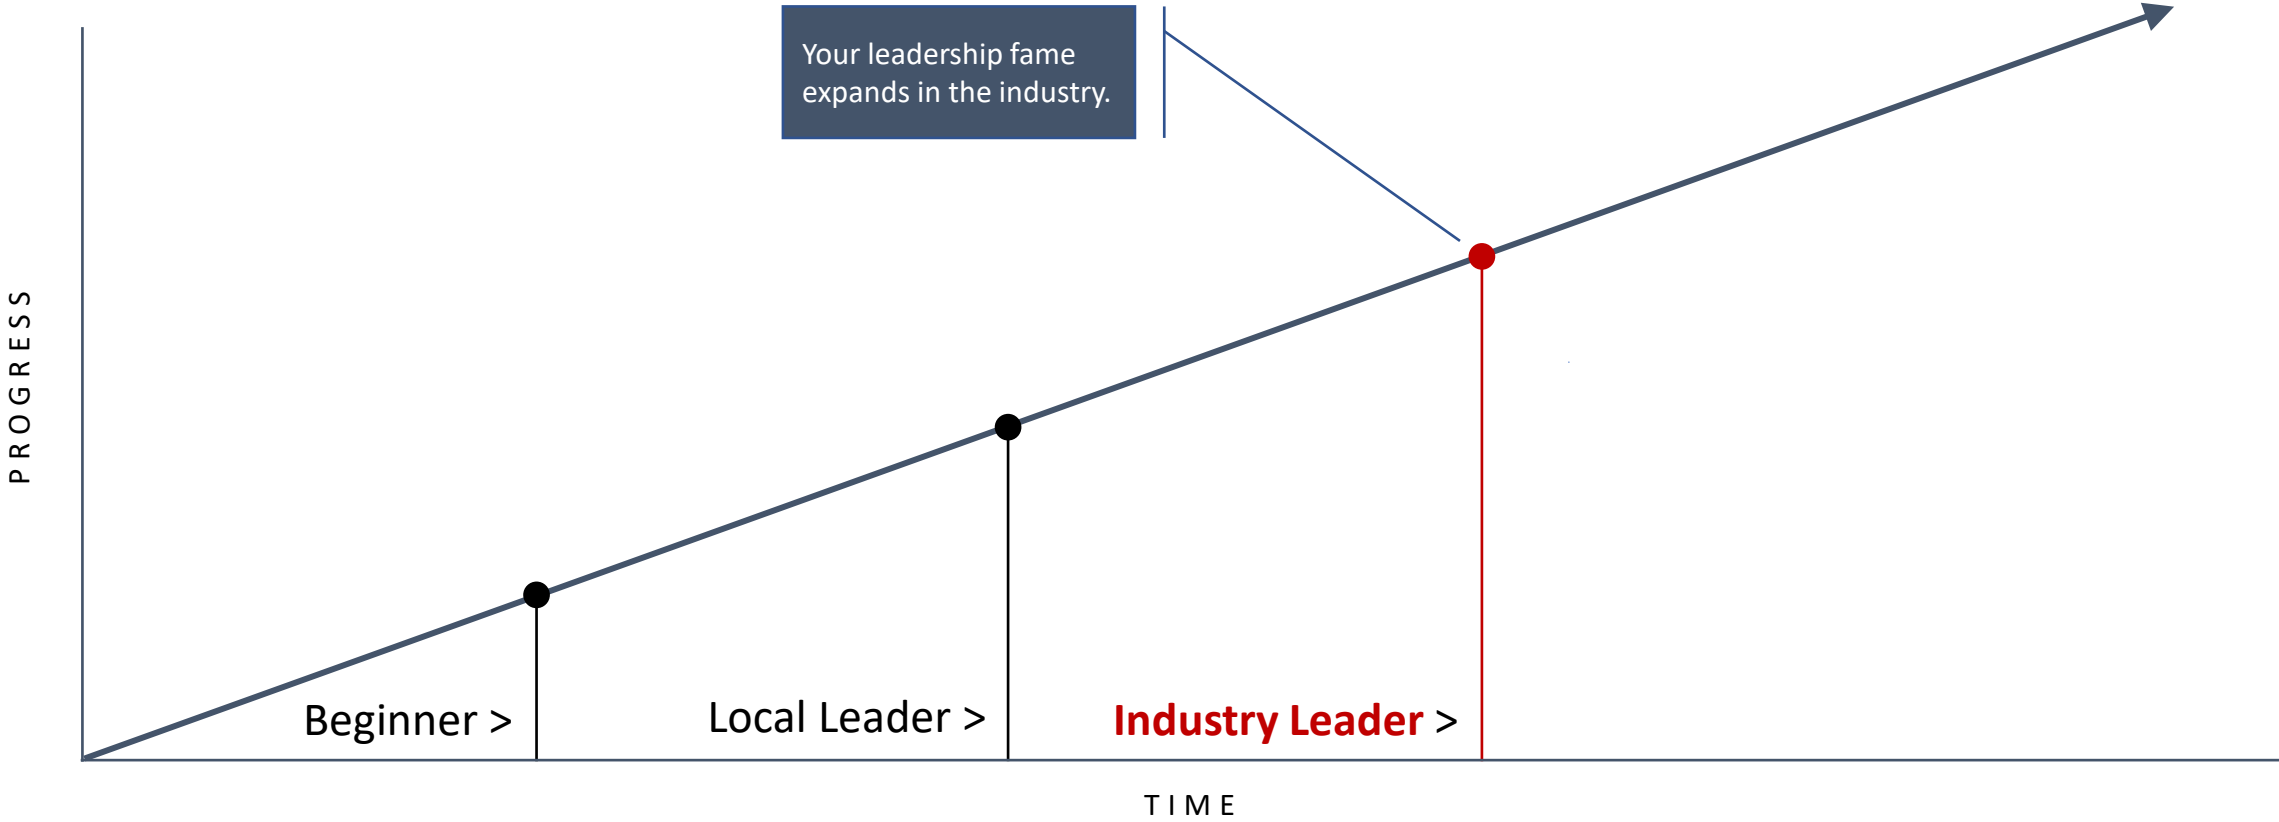 Your leadership fame
expands in the industry.
PROGRESS
Beginner >
Local Leader >
Industry Leader >
TIME